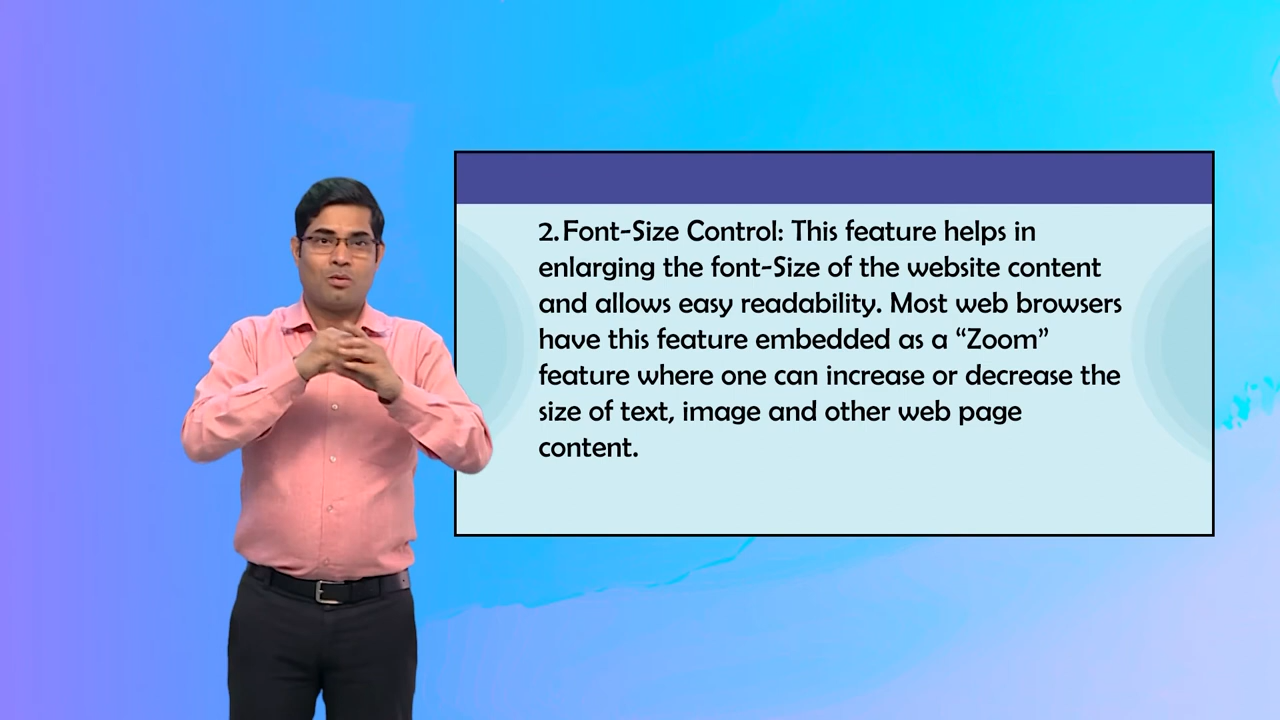 2. Font-Size Control: This feature helps in
enlarging the font-Size of the website content
and allows easy readability. Most web browsers
have this feature embedded as a “Zoom”
feature where one can increase or decrease the
size of text, image and other web page
content.